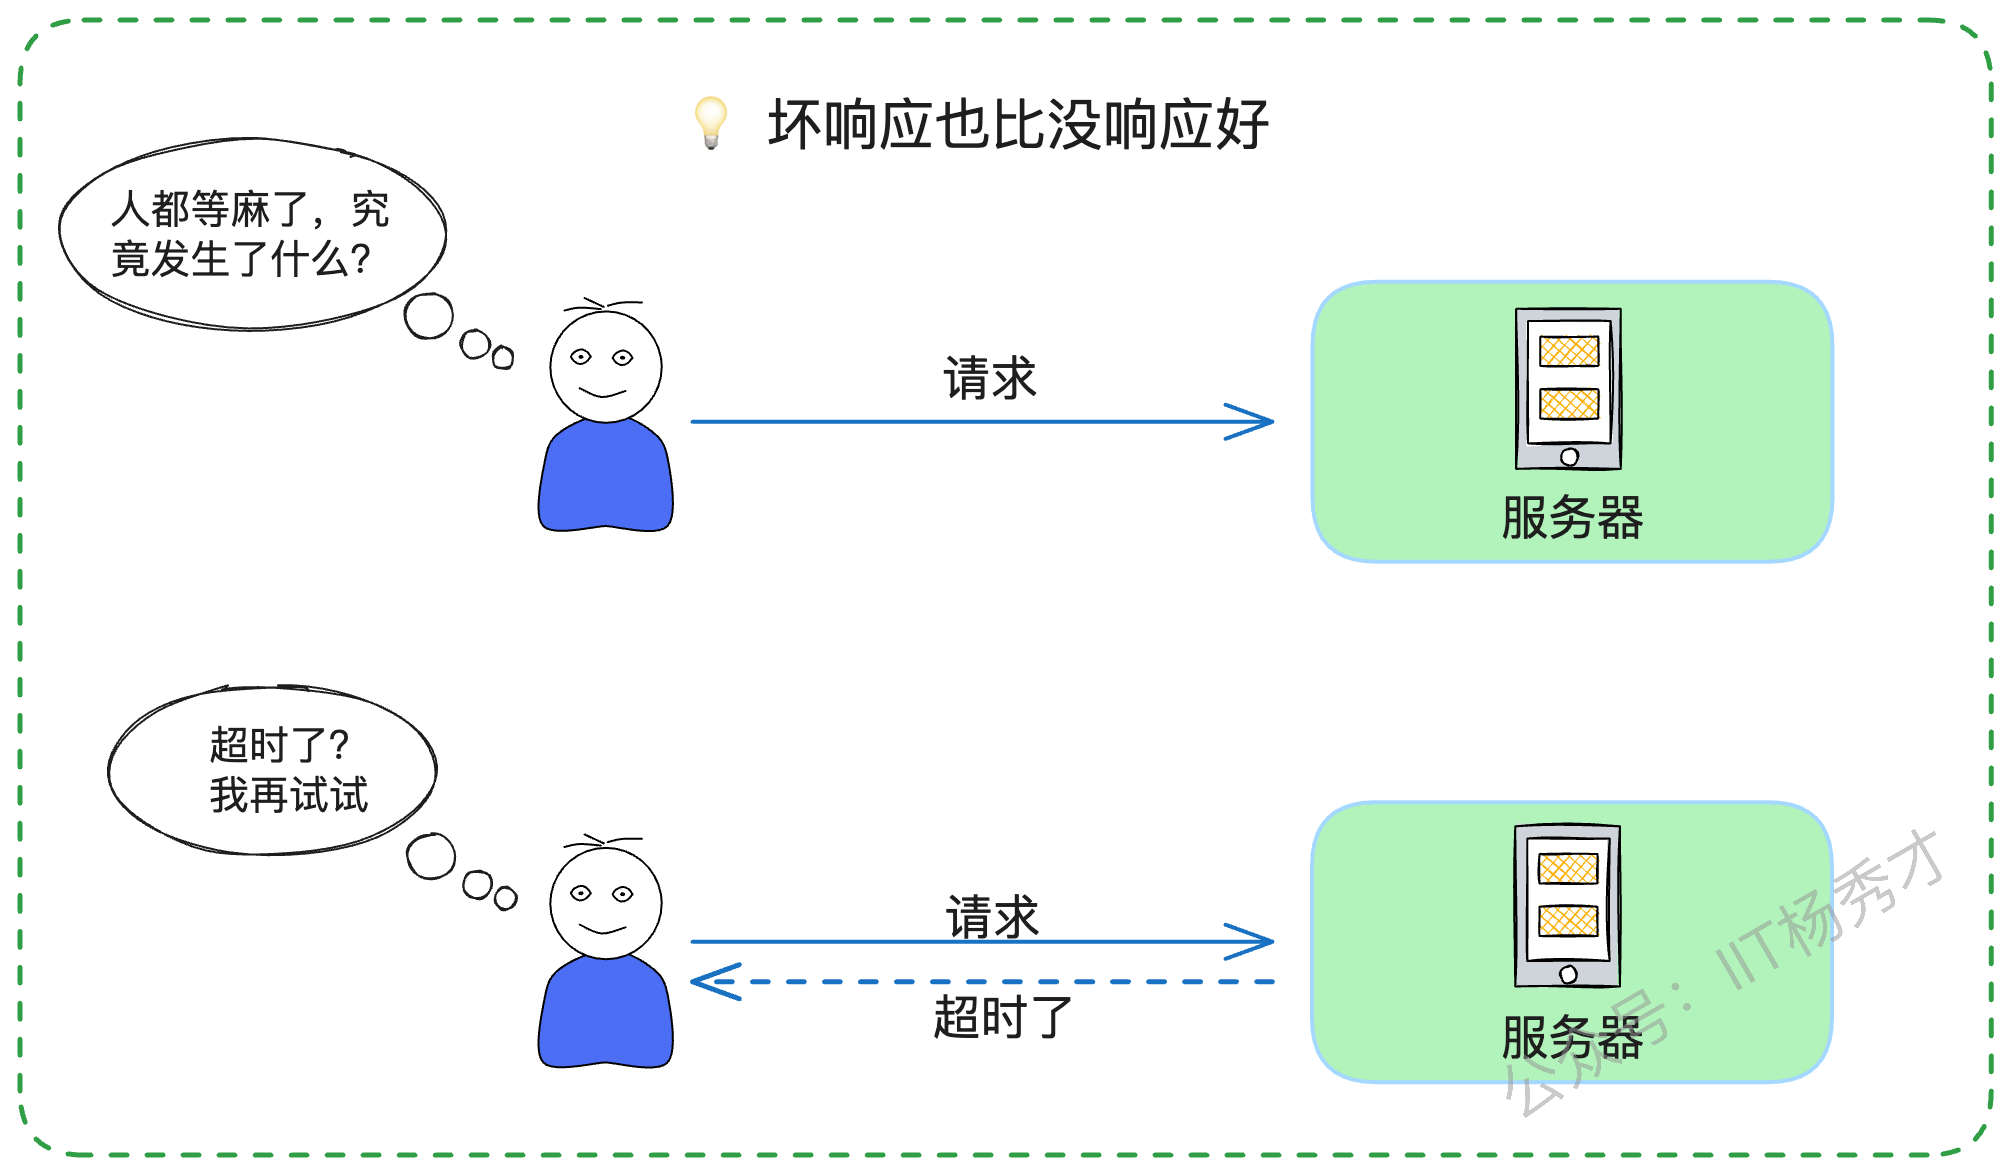 坏响应也比没响应好
人都等麻了，究
竟发生了什么？
请求
服务器
超时了？
我再试试
请求
超时了
服务器
公众号：IIT杨秀才